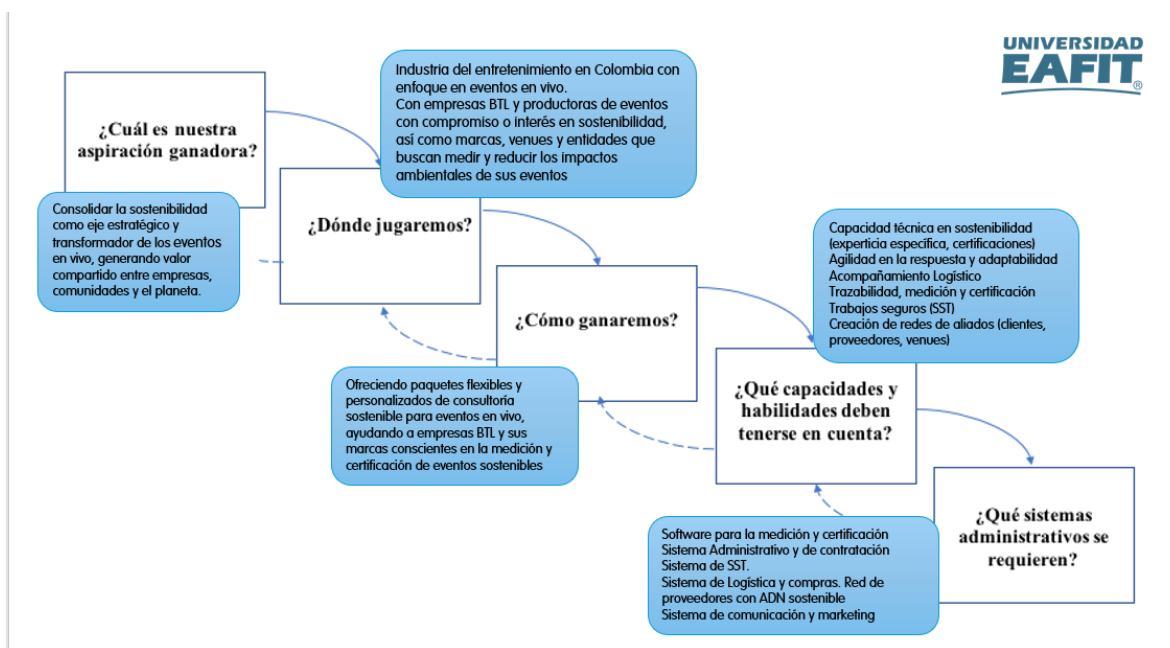 UNIVERSIDAD
EAFIT®
¿Cuál es nuestra
aspiración ganadora?
Consolidar la sostenibilidad
como eje estratégico y
transformador de los eventos
en vivo, generando valor
compartido entre empresas,
comunidades y el planeta.
Industria del entretenimiento en Colombia con
enfoque en eventos en vivo.
Con empresas BTL y productoras de eventos
con compromiso o interés en sostenibilidad,
así como marcas, venues y entidades que
buscan medir y reducir los impactos
ambientales de sus eventos
¿Dónde jugaremos?
¿Cómo ganaremos?
Ofreciendo paquetes flexibles y
personalizados de consultoría
sostenible para eventos en vivo,
ayudando a empresas BTL y sus
marcas conscientes en la medición y
certificación de eventos sostenibles
Capacidad técnica en sostenibilidad
(experticia específica, certificaciones)
Agilidad en la respuesta y adaptabilidad
Acompañamiento Logístico
Trazabilidad, medición y certificación
Trabajos seguros (SST)
Creación de redes de aliados (clientes,
proveedores, venues)
¿Qué capacidades y
habilidades deben
tenerse en cuenta?
Software para la medición y certificación
Sistema Administrativo y de contratación
Sistema de SST.
Sistema de Logística y compras. Red de
proveedores con ADN sostenible
Sistema de comunicación y marketing
¿Qué sistemas
administrativos se
requieren?